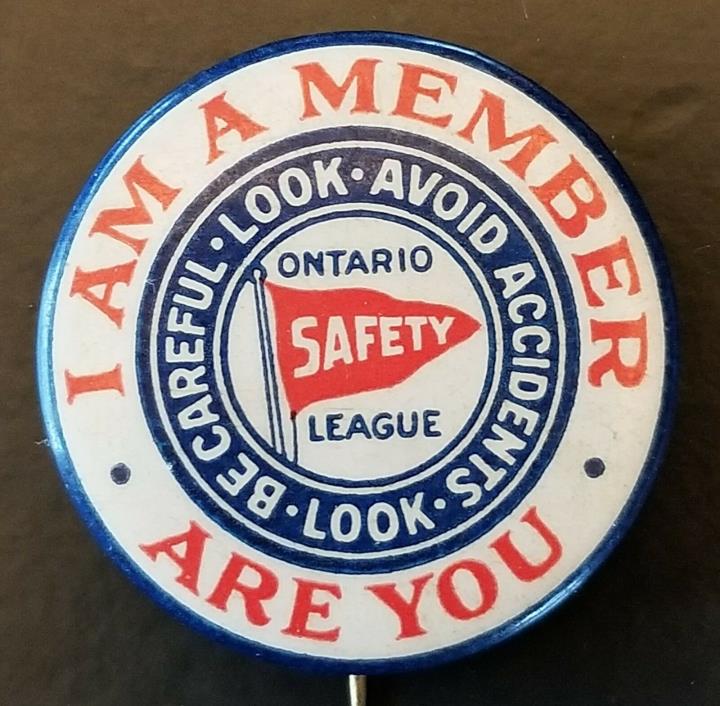 I AM A MEMBER
ARE YOU
LOOK · AVOID ACCIDENTS · LOOK · BE CAREFUL ·
ONTARIO
SAFETY
LEAGUE